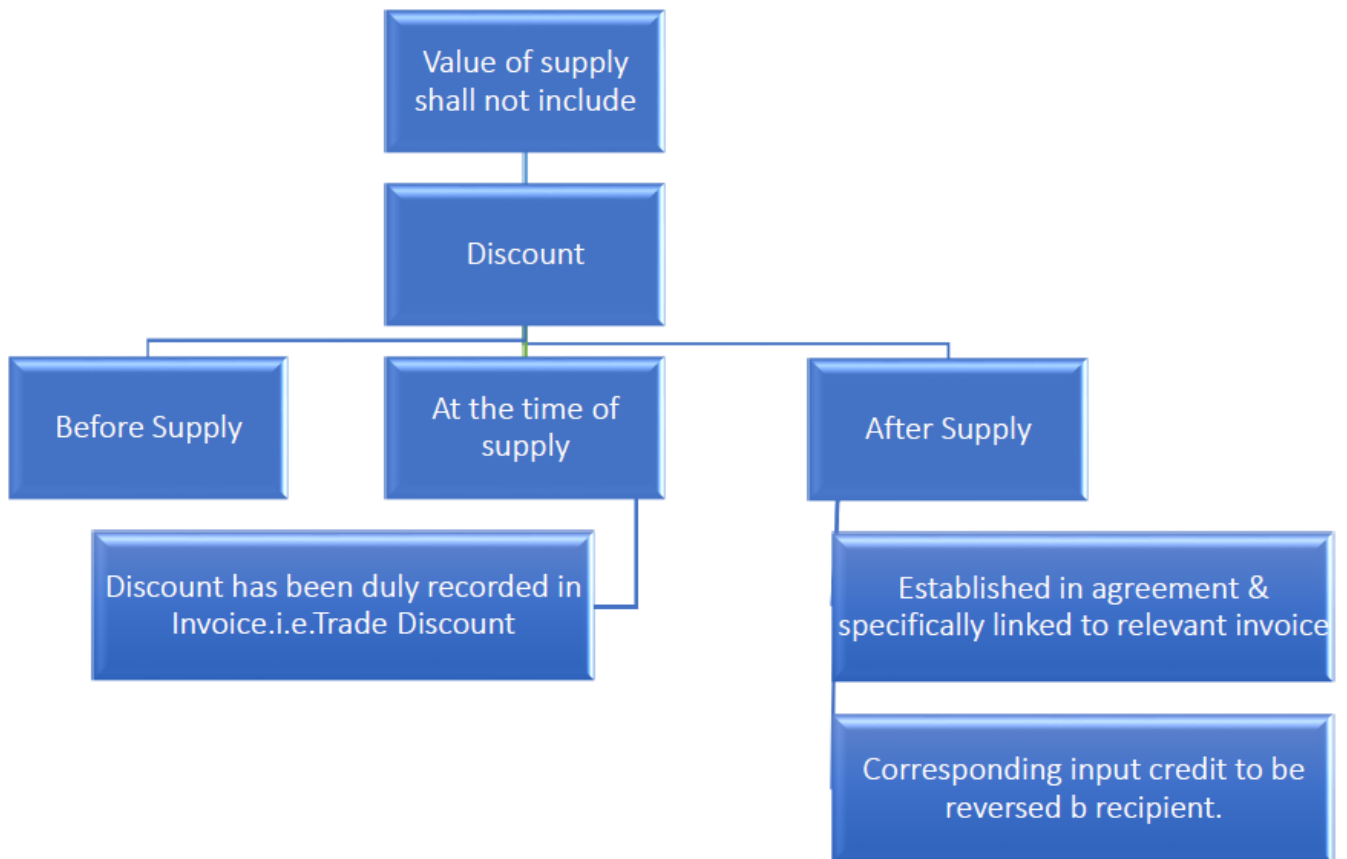 Value of supply
shall not include
Discount
Before Supply
At the time of
supply
After Supply
Discount has been duly recorded in
Invoice.i.e.Trade Discount
Established in agreement &
specifically linked to relevant invoice
Corresponding input credit to be
reversed b recipient.